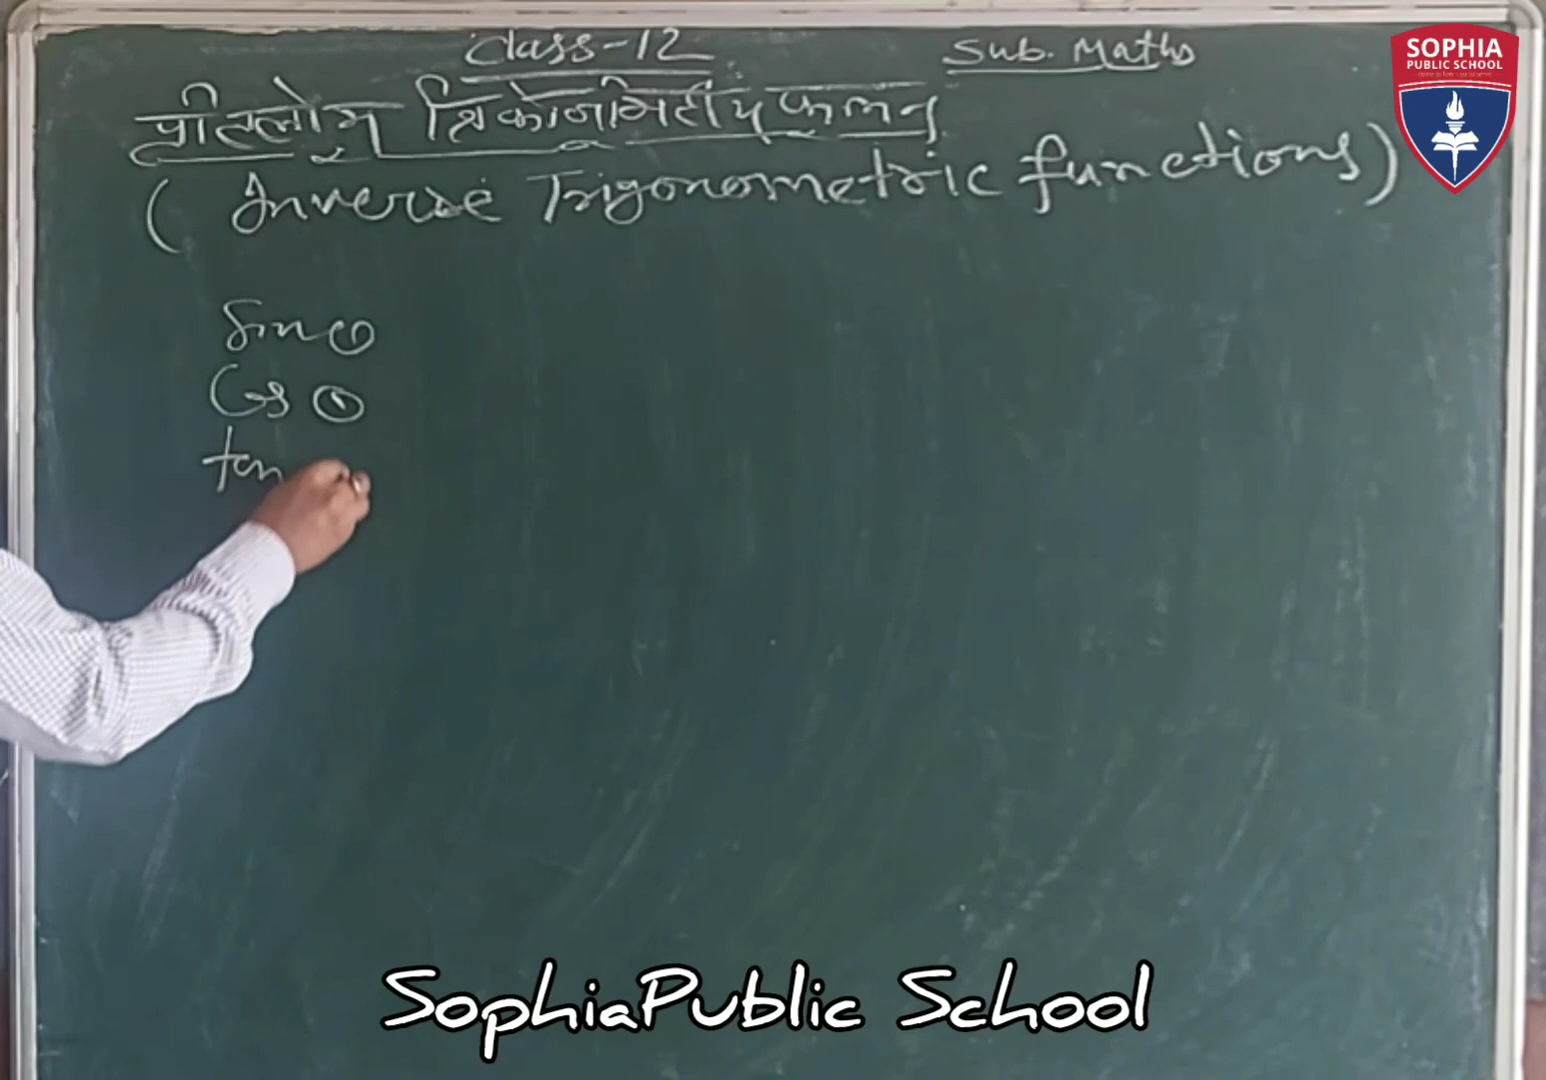 Class-12
Sub. Maths
प्रतिलोम त्रिकोणमितीय फलन
( Inverse Trigonometric functions)
Sin θ
Cos θ
tan
SOPHIA
PUBLIC SCHOOL
SophiaPublic School